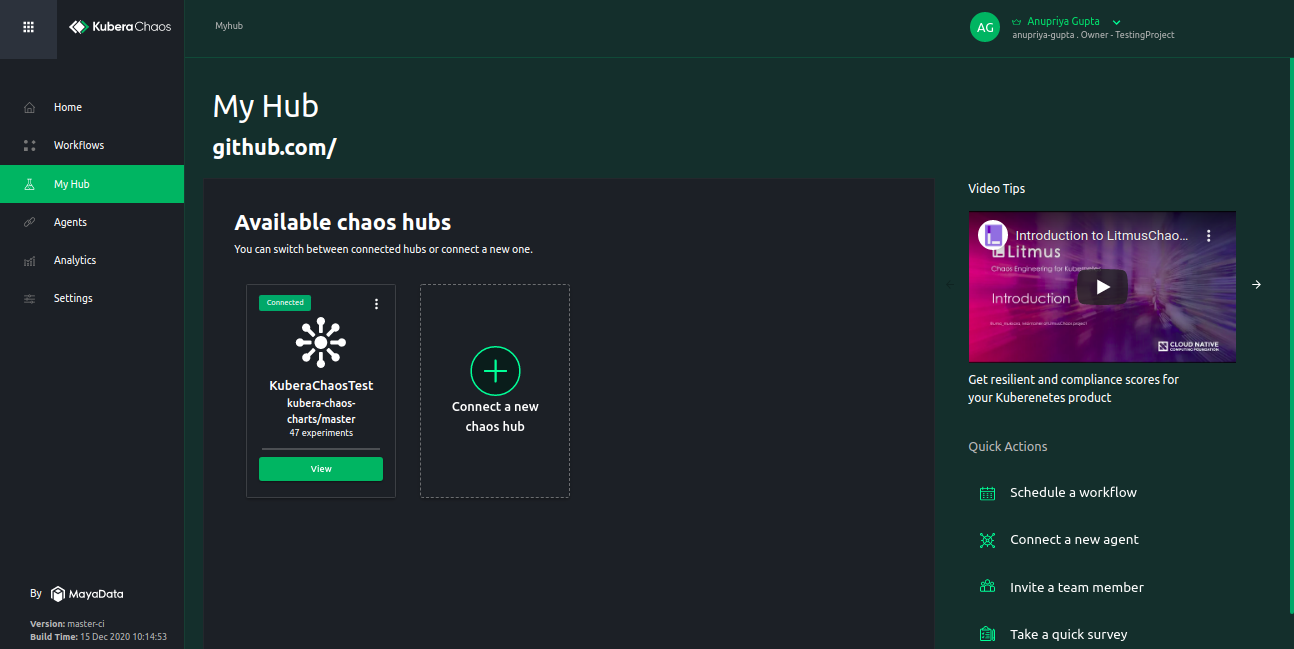 Kubera Chaos
Myhub
AG
Anupriya Gupta
anupriya-gupta . Owner - TestingProject
Home
Workflows
My Hub
Agents
Analytics
Settings
By MayaData
Version: master-ci
Build Time: 15 Dec 2020 10:14:53
My Hub
github.com/
Available chaos hubs
You can switch between connected hubs or connect a new one.
Connected
KuberaChaosTest
kubera-chaos-
charts/master
47 experiments
View
Connect a new
chaos hub
Video Tips
Introduction to LitmusChao...
Litmus
Chaos Engineering for Kubernetes
Introduction
CLOUD NATIVE
COMPUTING FOUNDATION
Get resilient and compliance scores for
your Kuberenetes product
Quick Actions
Schedule a workflow
Connect a new agent
Invite a team member
Take a quick survey